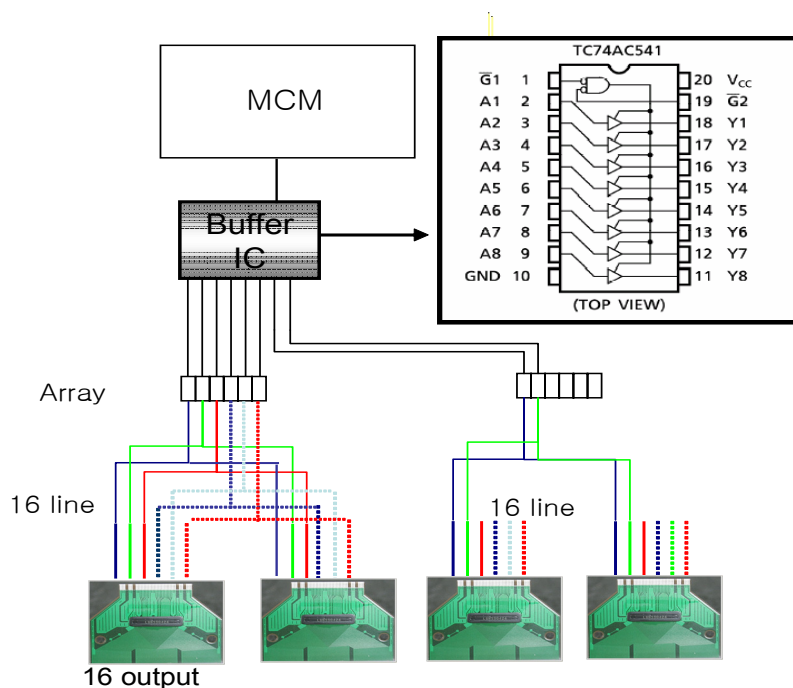 MCM
TC74AC541
G̅1 1 20 VCC
A1 2 19 G̅2
A2 3 18 Y1
A3 4 17 Y2
A4 5 16 Y3
A5 6 15 Y4
A6 7 14 Y5
A7 8 13 Y6
A8 9 12 Y7
GND 10 11 Y8
(TOP VIEW)
Buffer
IC
Array
16 line
16 line
16 output